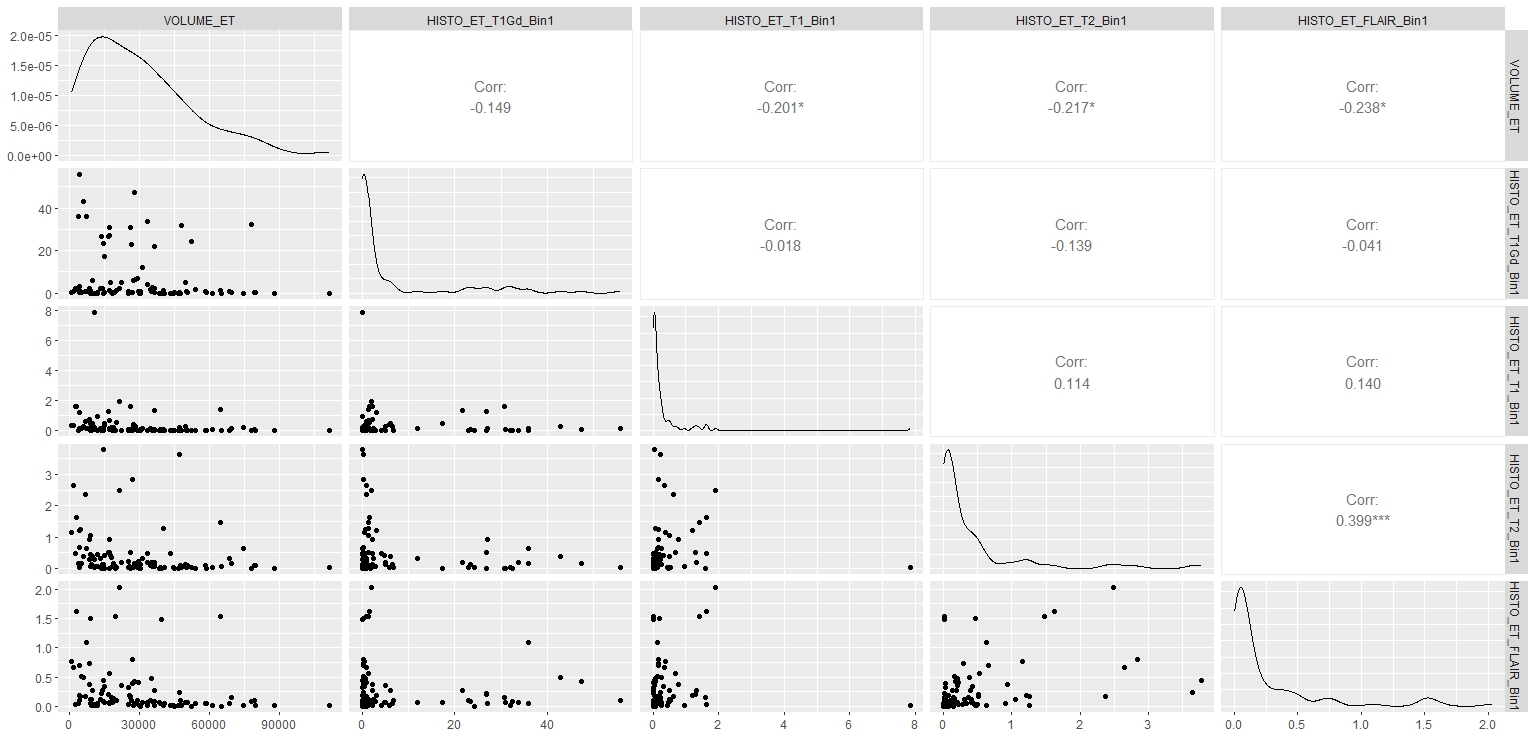 VOLUME_ET
HISTO_ET_T1Gd_Bin1
HISTO_ET_T1_Bin1
HISTO_ET_T2_Bin1
HISTO_ET_FLAIR_Bin1
2.0e-05
1.5e-05
1.0e-05
5.0e-06
0.0e+00
Corr:
-0.149
Corr:
-0.201*
Corr:
-0.217*
Corr:
-0.238*
VOLUME_ET
40
20
0
Corr:
-0.018
Corr:
-0.139
Corr:
-0.041
HISTO_ET_T1Gd_Bin1
8
6
4
2
0
Corr:
0.114
Corr:
0.140
HISTO_ET_T1_Bin1
3
2
1
0
Corr:
0.399***
HISTO_ET_T2_Bin1
2.0
1.5
1.0
0.5
0.0
HISTO_ET_FLAIR_Bin1
0
30000
60000
90000
0
20
40
0
2
4
6
8
0
1
2
3
0.0
0.5
1.0
1.5
2.0